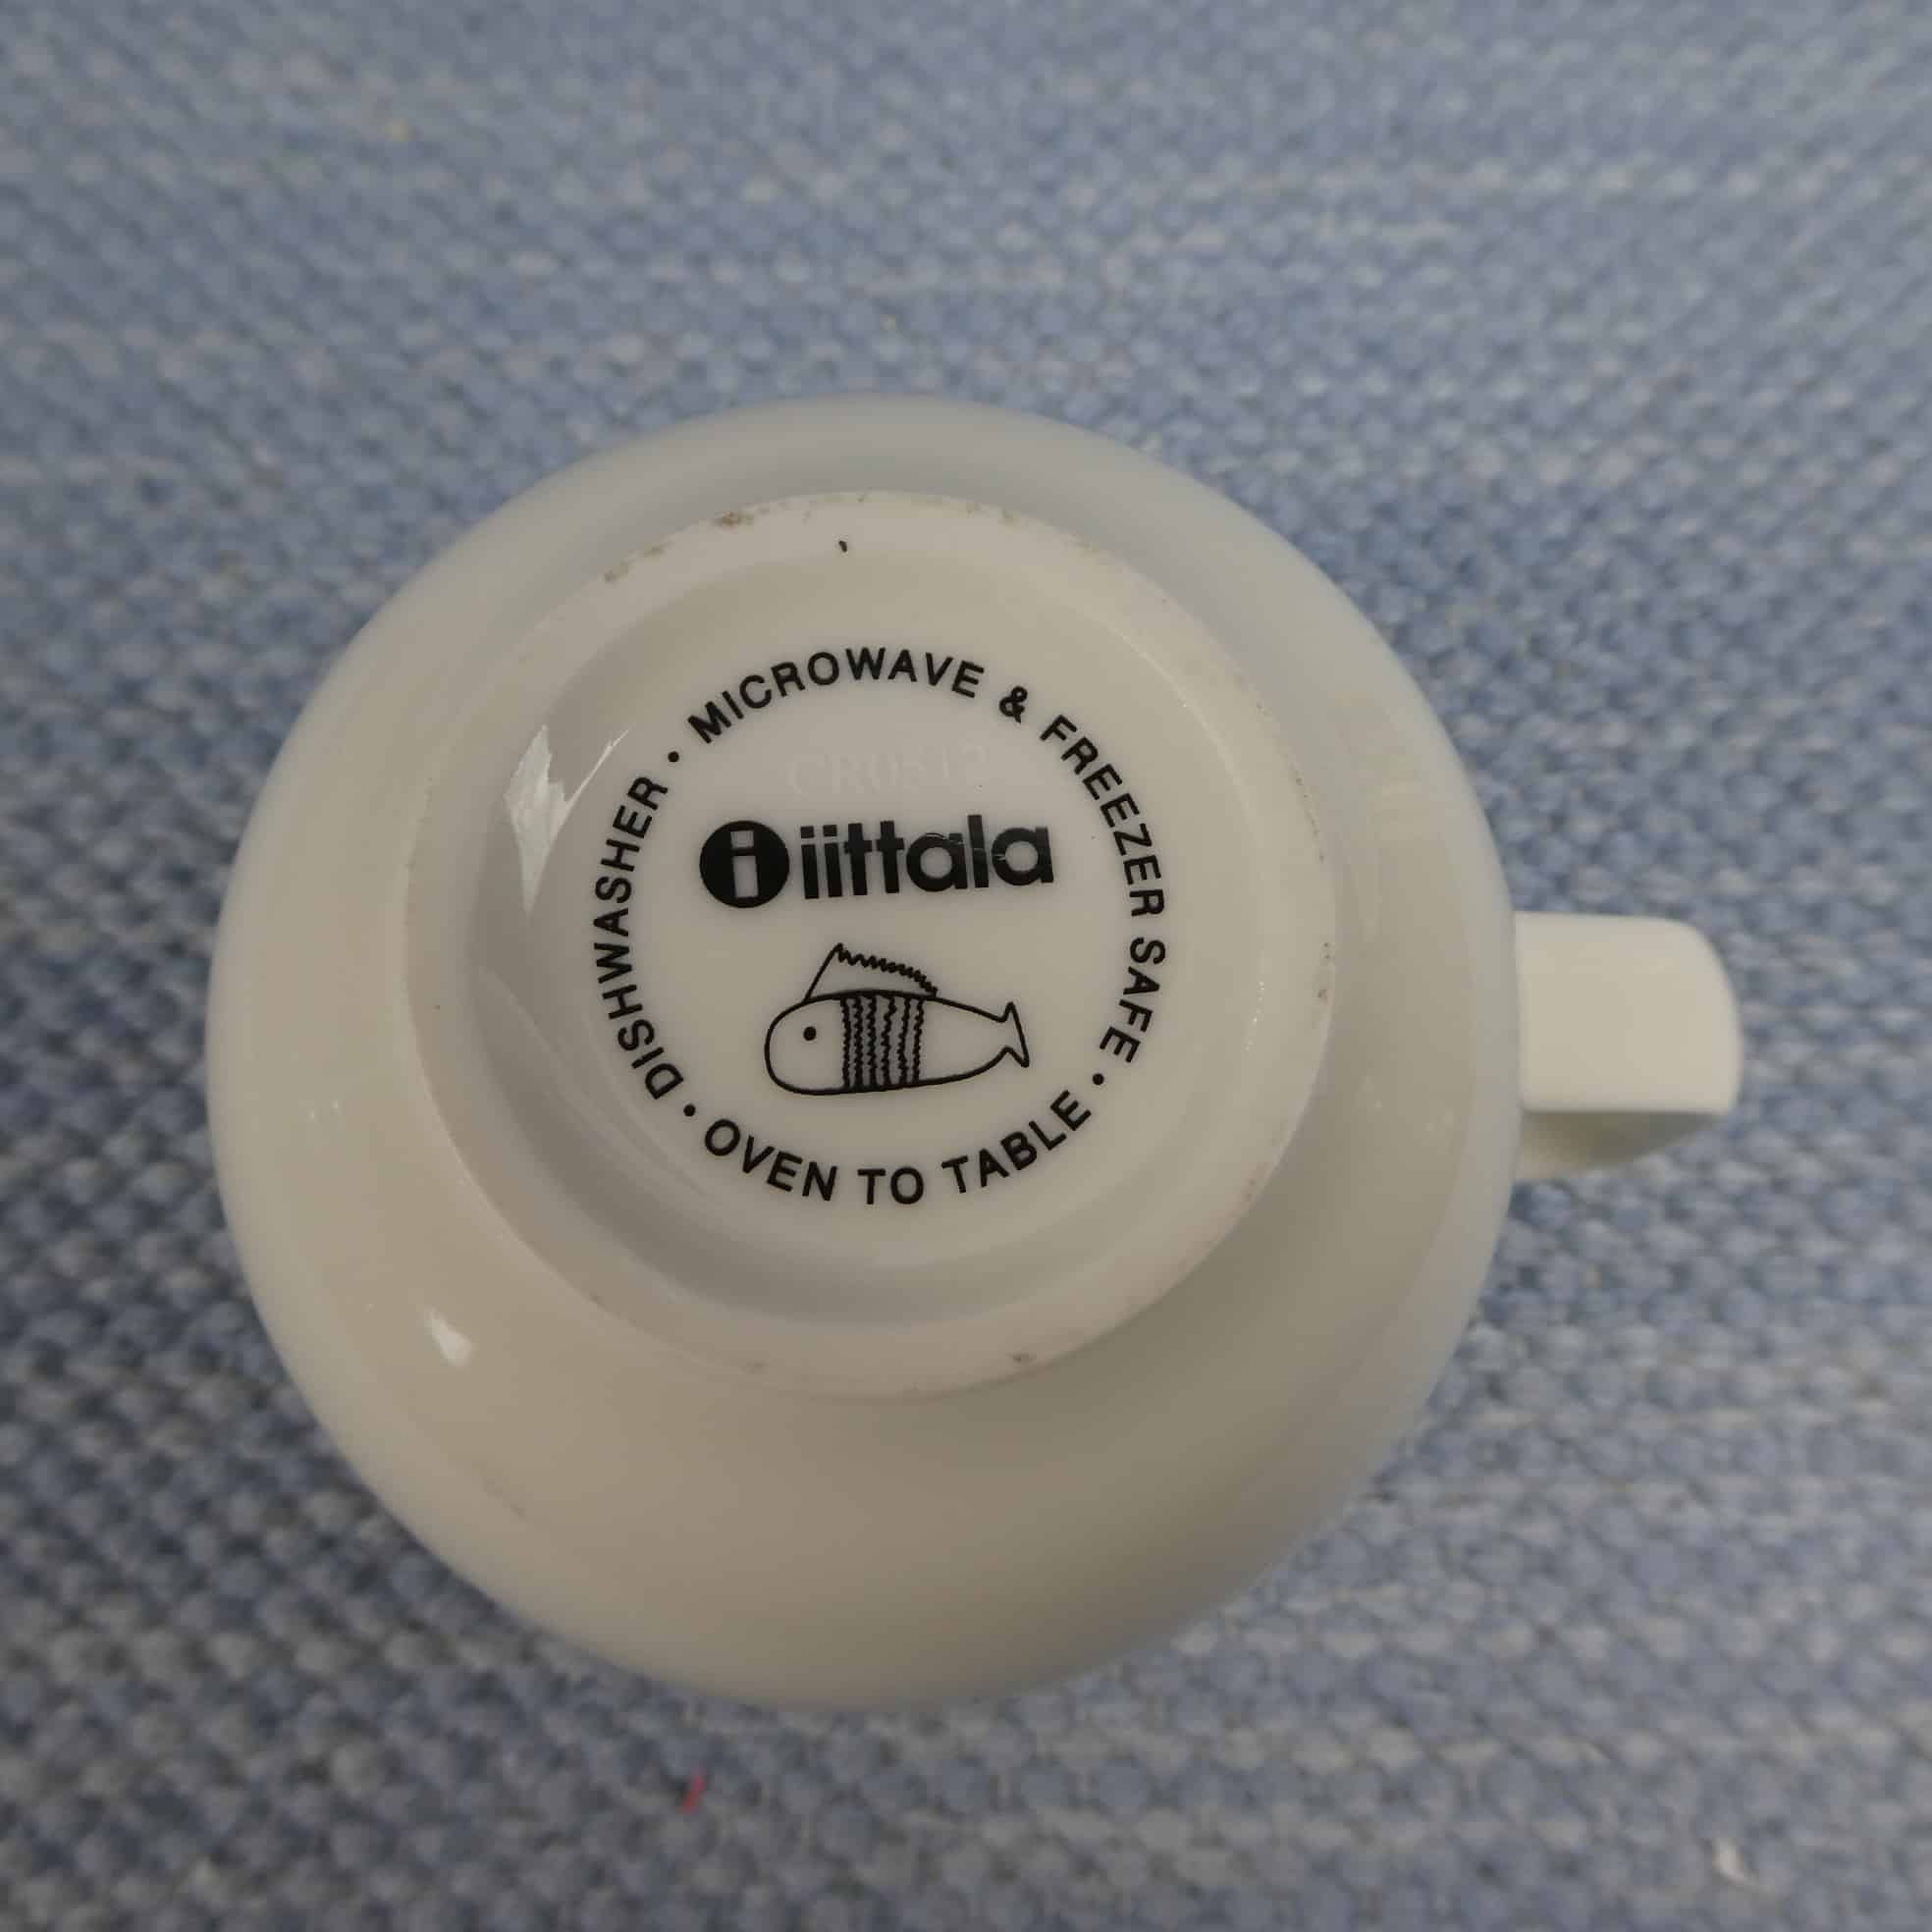 MICROWAVE & FREEZER SAFE •
OVEN TO TABLE •
DISHWASHER •
i iittala